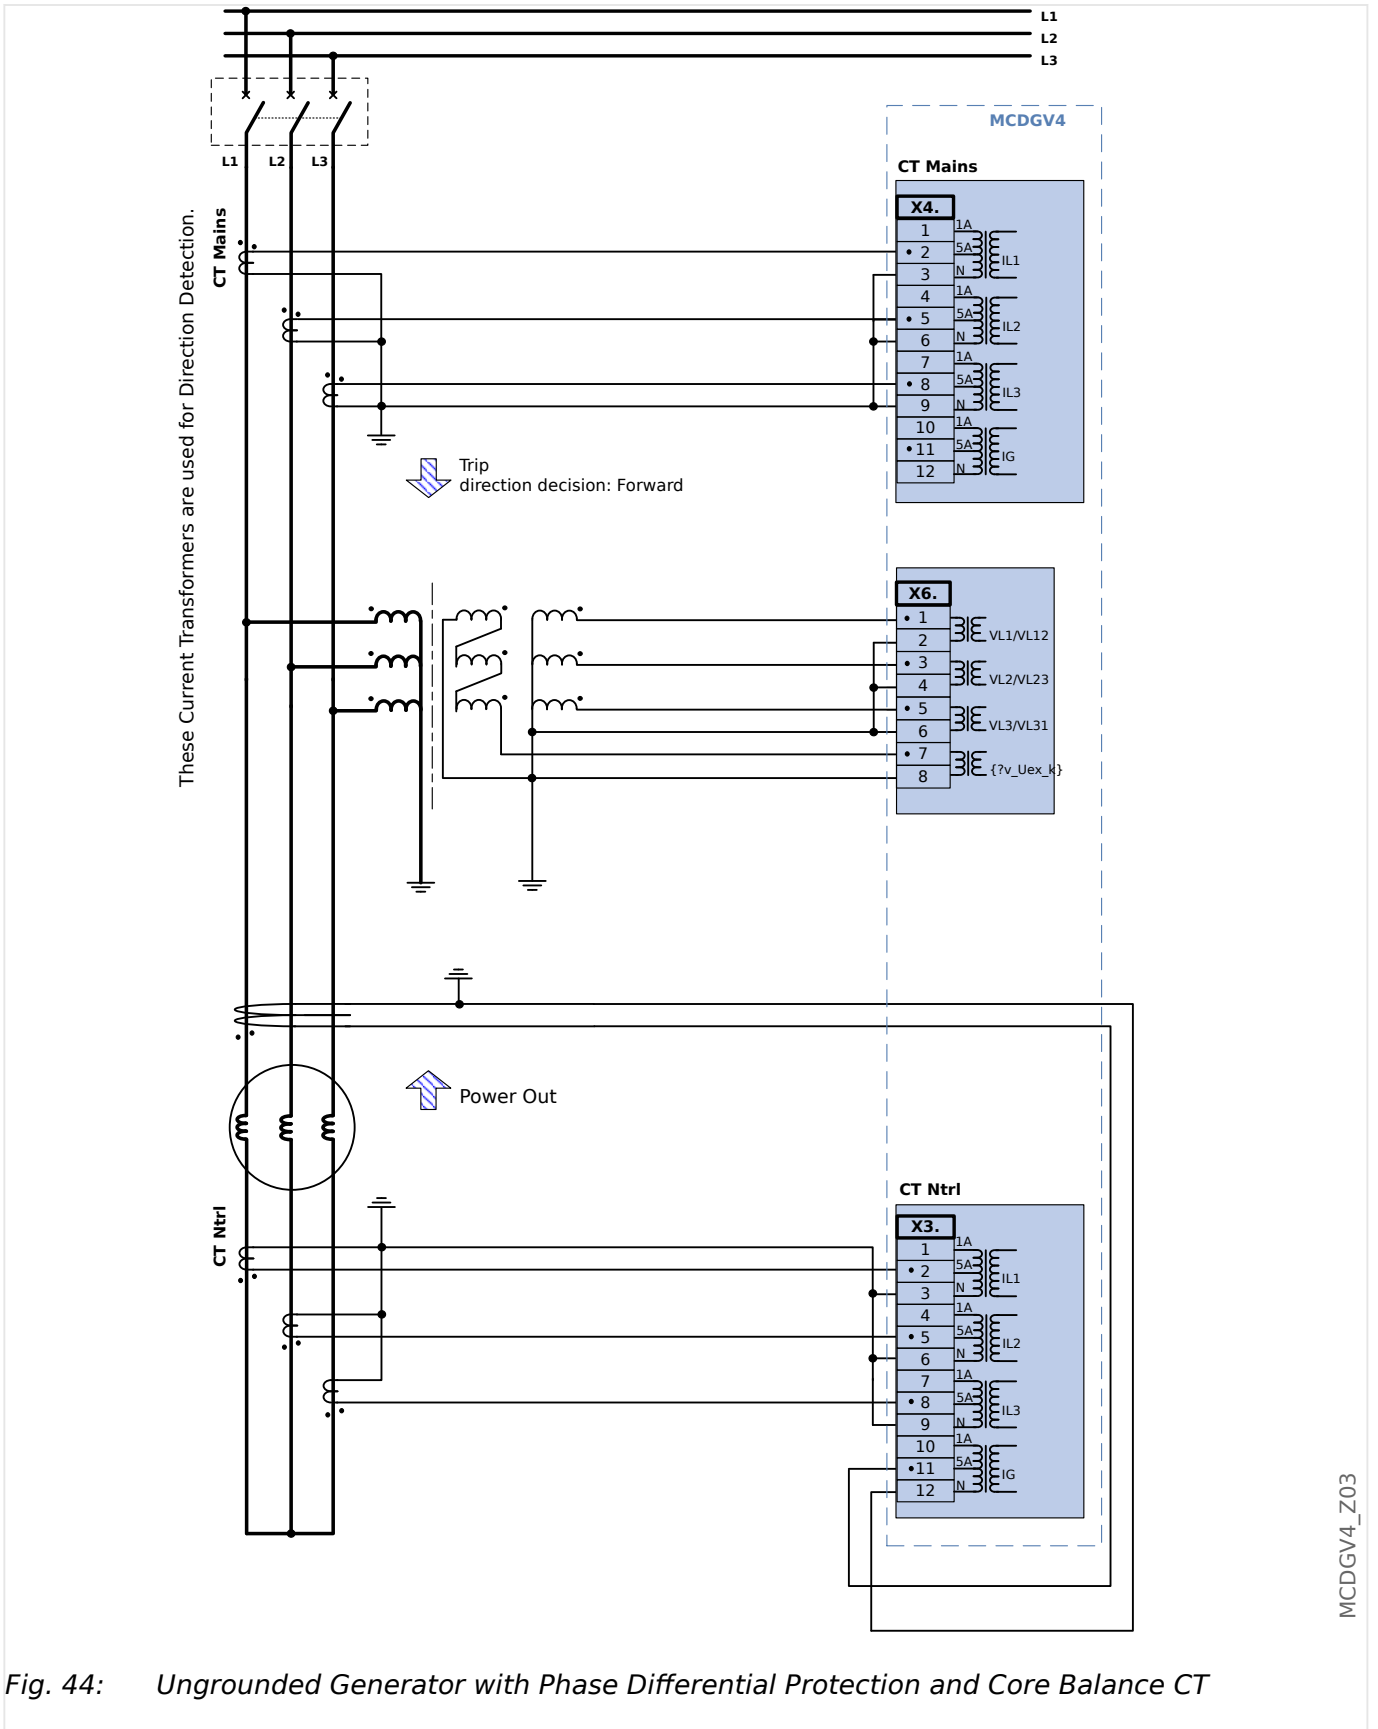 L1
L2
L3
MCDGV4
L1 L2 L3
CT Mains
These Current Transformers are used for Direction Detection.
CT Mains
X4.
1 1A
2 5A IL1
3 N
4 1A
5 5A IL2
6 N
7 1A
8 5A IL3
9 N
10 1A
11 5A IG
12 N
Trip
direction decision: Forward
X6.
1
2 VL1/VL12
3
4 VL2/VL23
5
6 VL3/VL31
7
8 {?v_Uex_k}
Power Out
CT Ntrl
CT Ntrl
X3.
1 1A
2 5A IL1
3 N
4 1A
5 5A IL2
6 N
7 1A
8 5A IL3
9 N
10 1A
11 5A IG
12 N
MCDGV4_Z03
Fig. 44: Ungrounded Generator with Phase Differential Protection and Core Balance CT